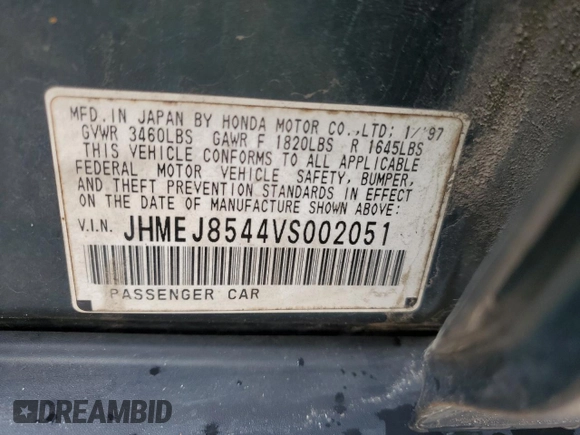 MFD. IN JAPAN BY HONDA MOTOR CO.,LTD; 1/'97
GVWR 3460LBS GAWR F 1820LBS R 1645LBS
THIS VEHICLE CONFORMS TO ALL APPLICABLE
FEDERAL MOTOR VEHICLE SAFETY, BUMPER,
AND THEFT PREVENTION STANDARDS IN EFFECT
ON THE DATE OF MANUFACTURE SHOWN ABOVE:
V.I.N. JHMEJ8544VS002051
PASSENGER CAR
DREAMBID